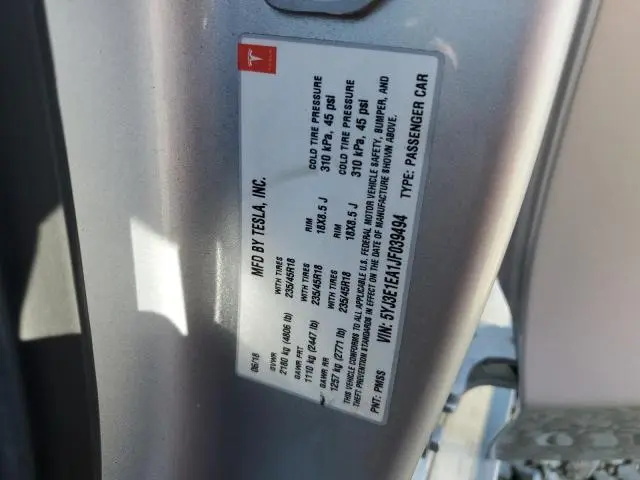 TESLA
MFD BY TESLA, INC.
06/18
GVWR WITH TIRES RIM COLD TIRE PRESSURE
2180 kg (4806 lb) 235/45R18 18X8.5 J 310 kPa, 45 psi
GAWR FRT WITH TIRES RIM COLD TIRE PRESSURE
1110 kg (2447 lb) 235/45R18 18X8.5 J 310 kPa, 45 psi
GAWR RR
1257 kg (2771 lb) 235/45R18
THIS VEHICLE CONFORMS TO ALL APPLICABLE U.S. FEDERAL MOTOR VEHICLE SAFETY, BUMPER, AND
THEFT PREVENTION STANDARDS IN EFFECT ON THE DATE OF MANUFACTURE SHOWN ABOVE.
VIN: 5YJ3E1EA1JF039494 TYPE: PASSENGER CAR
PNT: PMSS